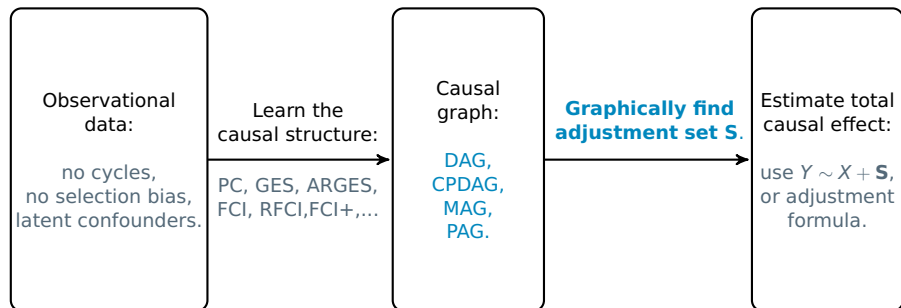 Observational
data:
no cycles,
no selection bias,
latent confounders.
Learn the
causal structure:
PC, GES, ARGES,
FCI, RFCI,FCI+,...
Causal
graph:
DAG,
CPDAG,
MAG,
PAG.
Graphically find
adjustment set S.
Estimate total
causal effect:
use Y ∼ X + S,
or adjustment
formula.